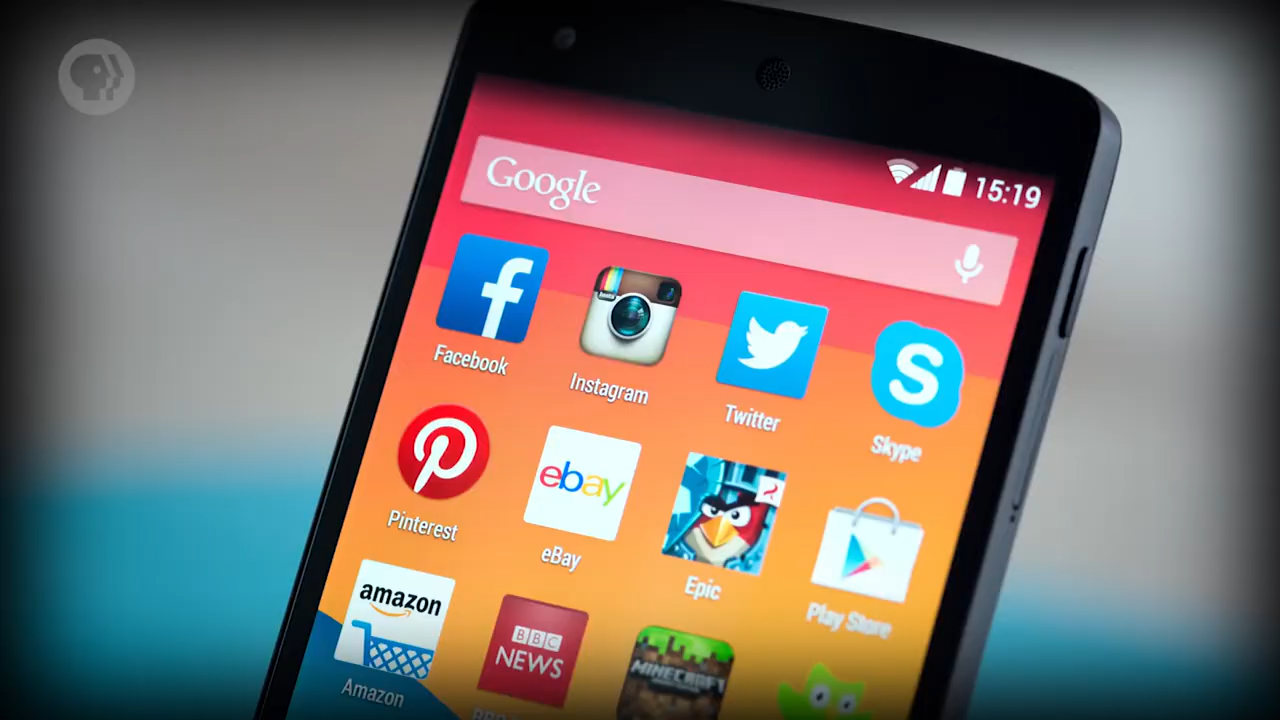 15:19
Google
Facebook
Instagram
Twitter
Skype
Pinterest
ebay
eBay
Epic
Play Store
amazon
Amazon
BBC
NEWS
MINECRAFT